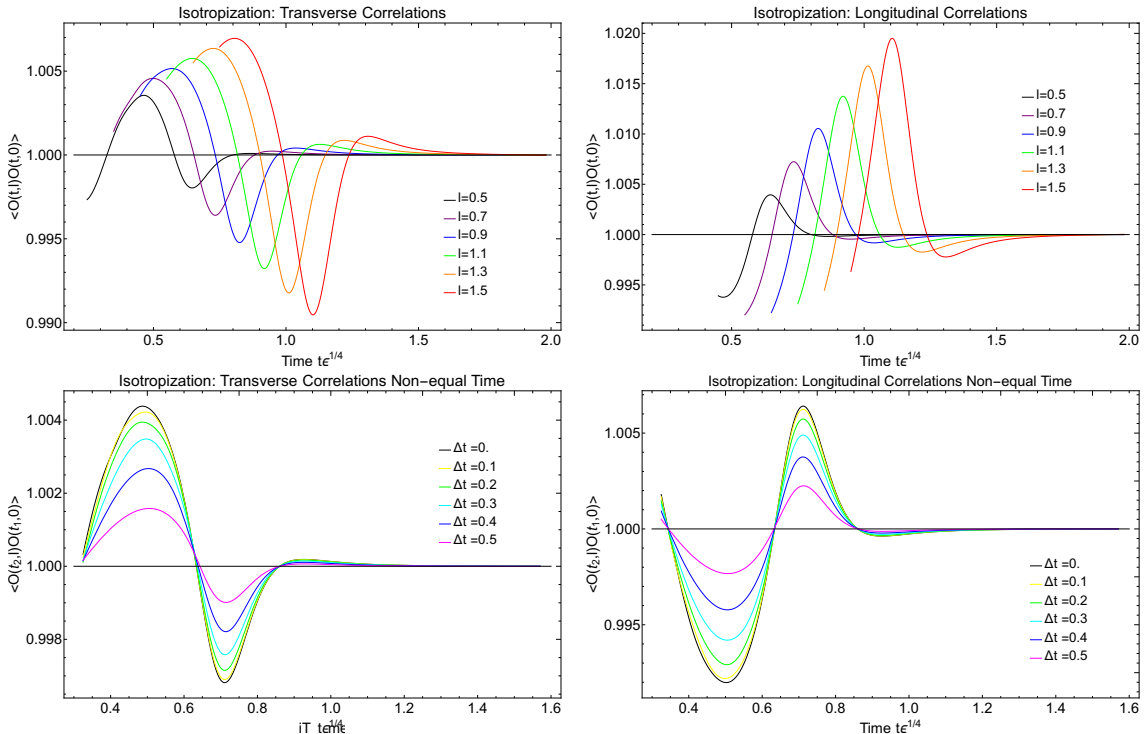 Isotropization: Transverse Correlations
<O(t,l)O(t,0)>
1.005
1.000
0.995
0.990
l=0.5
l=0.7
l=0.9
l=1.1
l=1.3
l=1.5
0.5 1.0 1.5 2.0
Time tϵ^1/4
Isotropization: Longitudinal Correlations
<O(t,l)O(t,0)>
1.020
1.015
1.010
1.005
1.000
0.995
l=0.5
l=0.7
l=0.9
l=1.1
l=1.3
l=1.5
0.5 1.0 1.5 2.0
Time tϵ^1/4
Isotropization: Transverse Correlations Non-equal Time
<O(t₂,l)O(t₁,0)>
1.004
1.002
1.000
0.998
Δt =0.
Δt =0.1
Δt =0.2
Δt =0.3
Δt =0.4
Δt =0.5
0.4 0.6 0.8 1.0 1.2 1.4 1.6
Isotropization: Longitudinal Correlations Non-equal Time
<O(t₂,l)O(t₁,0)>
1.005
1.000
0.995
Δt =0.
Δt =0.1
Δt =0.2
Δt =0.3
Δt =0.4
Δt =0.5
0.4 0.6 0.8 1.0 1.2 1.4 1.6
Time tϵ^1/4